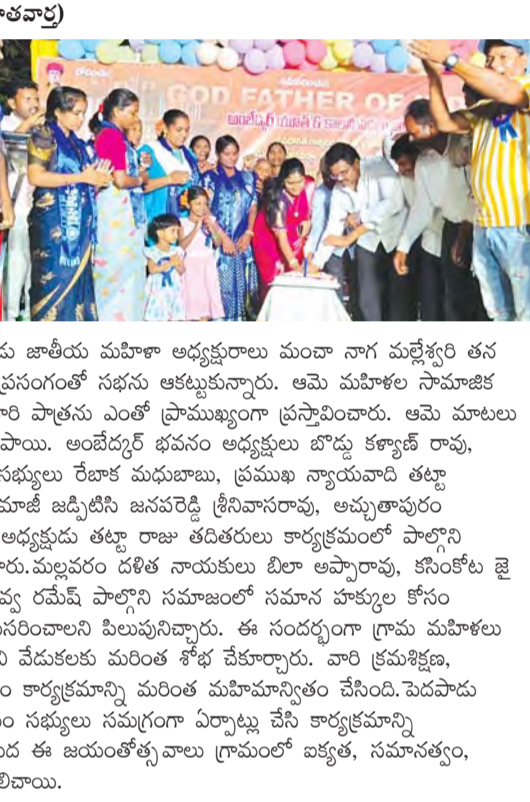 ాతవార్త)
GOD FATHER OF
అంబేద్కర్ యూత్ & కాలనీ
డు జాతీయ మహిళా అధ్యక్షురాలు మంచా నాగ మల్లేశ్వరి తన
ప్రసంగంతో సభను ఆకట్టుకున్నారు. ఆమె మహిళల సామాజిక
ారి పాత్రను ఎంతో ప్రాముఖ్యంగా ప్రస్తావించారు. ఆమె మాటలు
పాయి. అంబేద్కర్ భవనం అధ్యక్షులు బొడ్డు కళ్యాణ్ రావు,
సభ్యులు రేబాక మధుబాబు, ప్రముఖ న్యాయవాది తట్టా
మాజీ జడ్పిటిసి జనపరెడ్డి శ్రీనివాసరావు, అచ్చుతాపురం
అధ్యక్షుడు తట్టా రాజు తదితరులు కార్యక్రమంలో పాల్గొని
ారు.మల్లవరం దళిత నాయకులు బిలా అప్పారావు, కసింకోట జై
వ్వ రమేష్ పాల్గొని సమాజంలో సమాన హక్కుల కోసం
ుసరించాలని పిలుపునిచ్చారు. ఈ సందర్భంగా గ్రామ మహిళలు
ని వేడుకలకు మరింత శోభ చేకూర్చారు. వారి క్రమశిక్షణ,
ం కార్యక్రమాన్ని మరింత మహిమాన్వితం చేసింది.పెదపాడు
ం సభ్యులు సమగ్రంగా ఏర్పాట్లు చేసి కార్యక్రమాన్ని
ుద ఈ జయంతోత్సవాలు గ్రామంలో ఐక్యత, సమానత్వం,
లిచాయి.